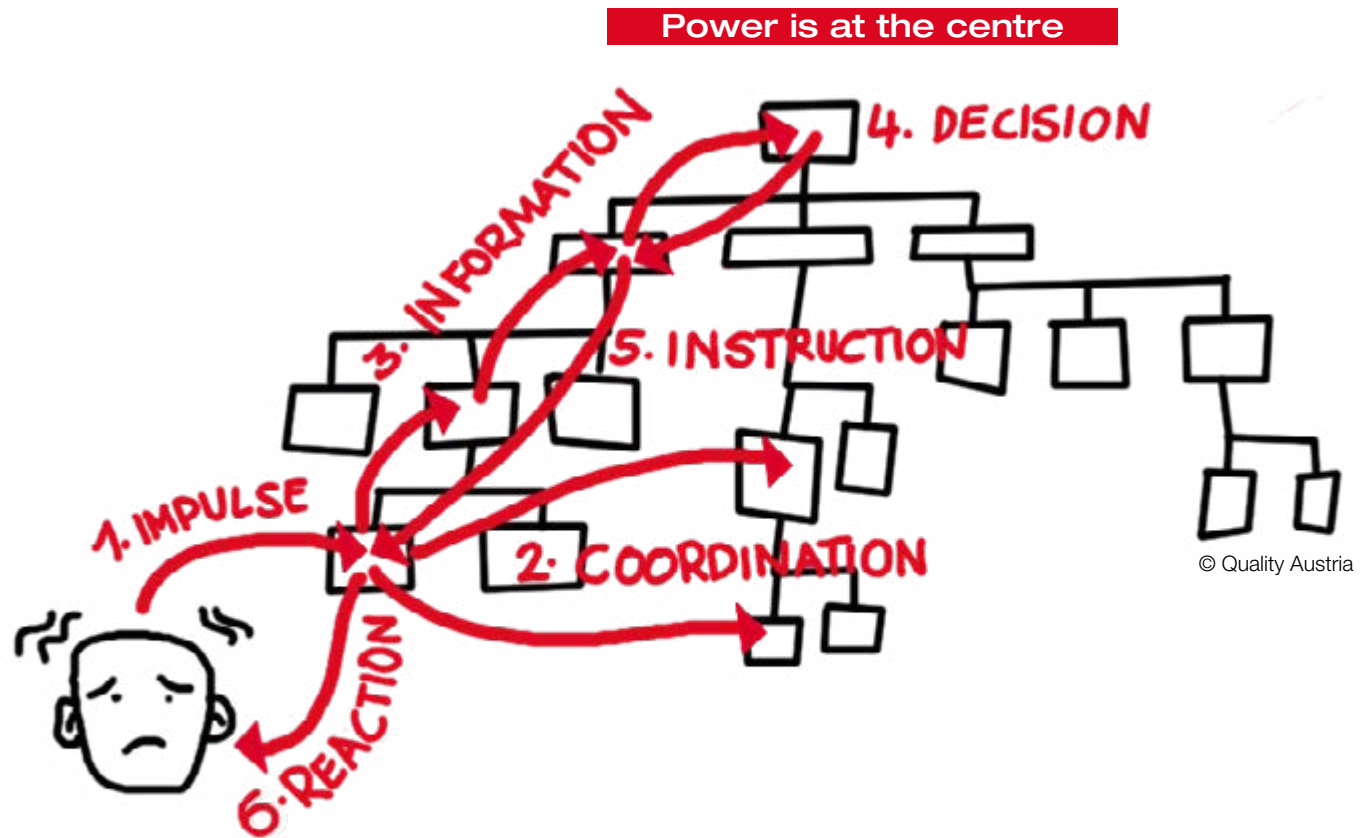 Power is at the centre
4. DECISION
3. INFORMATION
5. INSTRUCTION
1. IMPULSE
2. COORDINATION
© Quality Austria
6. REACTION